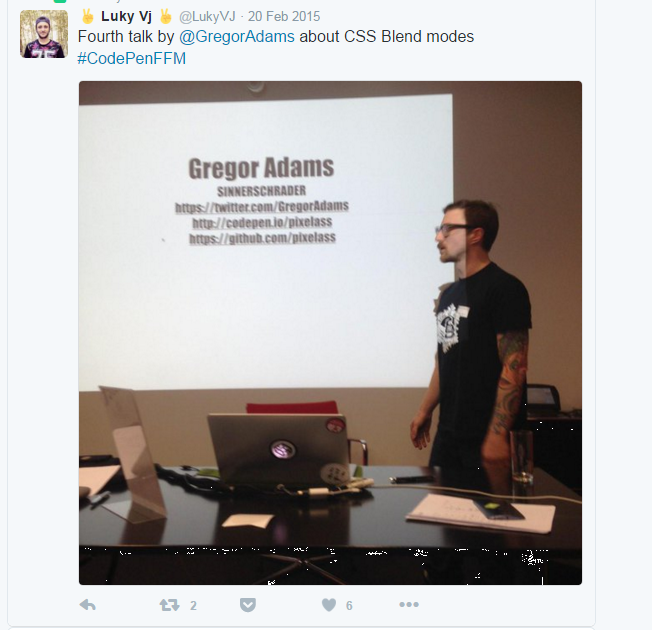 ✌ Luky Vj ✌ @LukyVJ · 20 Feb 2015
Fourth talk by @GregorAdams about CSS Blend modes
#CodePenFFM
Gregor Adams
SINNERSCHRADER
https://twitter.com/GregorAdams
http://codepen.io/pixelass
https://github.com/pixelass
2
6